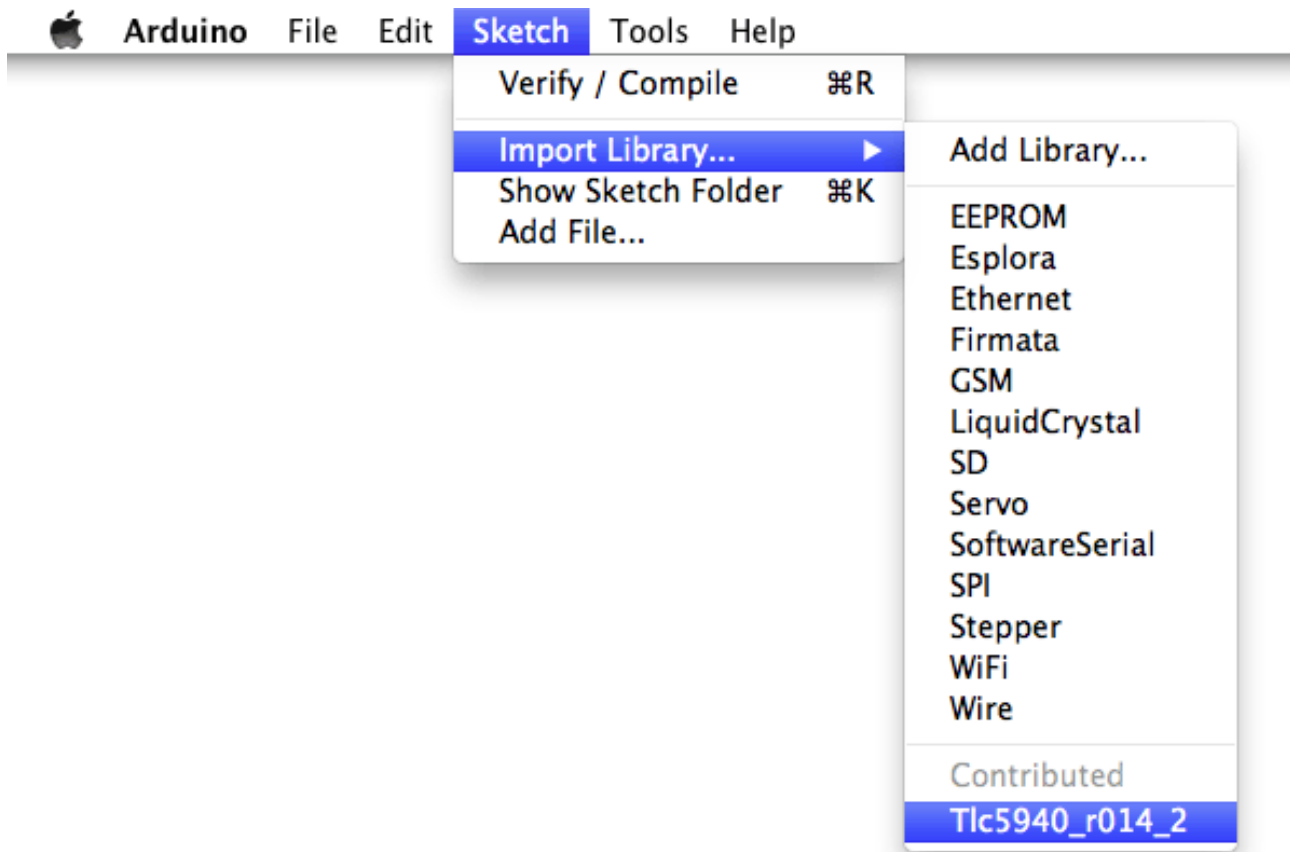 Arduino File Edit Sketch Tools Help
Verify / Compile ⌘R
Import Library... ▶
Show Sketch Folder ⌘K
Add File...
Add Library...
EEPROM
Esplora
Ethernet
Firmata
GSM
LiquidCrystal
SD
Servo
SoftwareSerial
SPI
Stepper
WiFi
Wire
Contributed
Tlc5940_r014_2